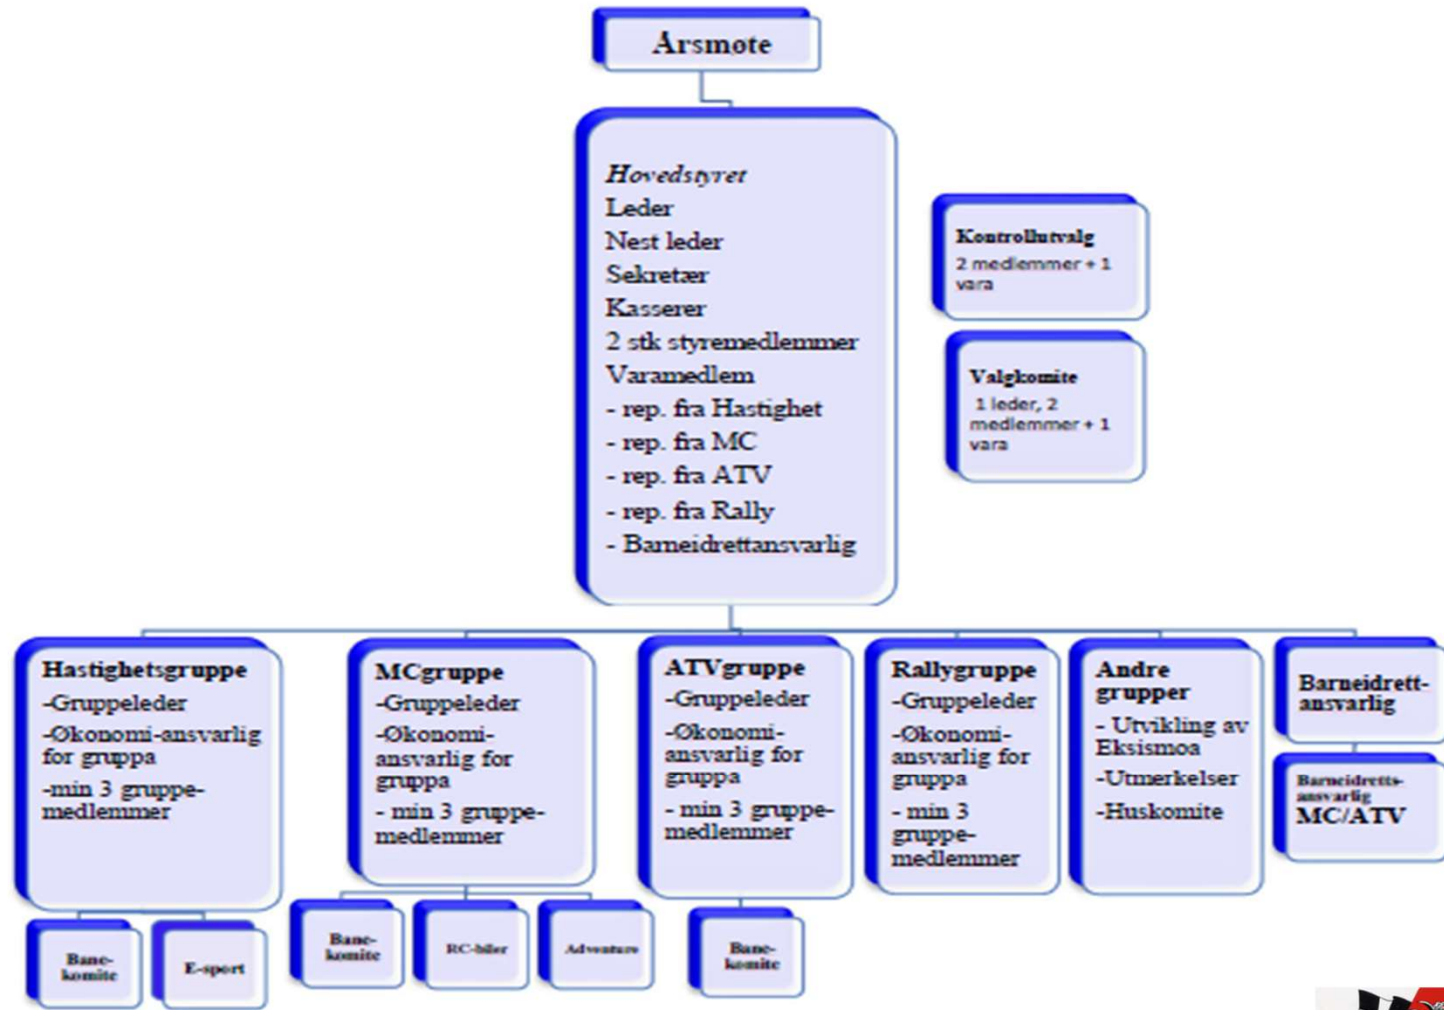 Årsmøte
Hovedstyret
Leder
Nest leder
Sekretær
Kasserer
2 stk styremedlemmer
Varamedlem
- rep. fra Hastighet
- rep. fra MC
- rep. fra ATV
- rep. fra Rally
- Barneidrettansvarlig
Kontrollutvalg
2 medlemmer + 1
vara
Valgkomite
1 leder, 2
medlemmer + 1
vara
Hastighetsgruppe
-Gruppeleder
-Økonomi-ansvarlig
for gruppa
-min 3 gruppe-
medlemmer
Bane-
komite
E-sport
MCgruppe
-Gruppeleder
-Økonomi-
ansvarlig for
gruppa
- min 3 gruppe-
medlemmer
Bane-
komite
RC-biler
Adventure
ATVgruppe
-Gruppeleder
-Økonomi-
ansvarlig for
gruppa
- min 3 gruppe-
medlemmer
Bane-
komite
Rallygruppe
-Gruppeleder
-Økonomi-
ansvarlig for
gruppa
- min 3
gruppe-
medlemmer
Andre
grupper
- Utvikling av
Eksismoa
-Utmerkelser
-Huskomite
Barneidrett-
ansvarlig
Barneidretts-
ansvarlig
MC/ATV